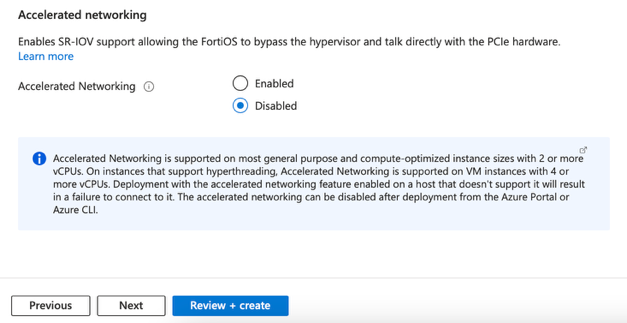 Accelerated networking
Enables SR-IOV support allowing the FortiOS to bypass the hypervisor and talk directly with the PCIe hardware.
Learn more
Accelerated Networking
Enabled
Disabled
Accelerated Networking is supported on most general purpose and compute-optimized instance sizes with 2 or more
vCPUs. On instances that support hyperthreading, Accelerated Networking is supported on VM instances with 4 or
more vCPUs. Deployment with the accelerated networking feature enabled on a host that doesn't support it will result
in a failure to connect to it. The accelerated networking can be disabled after deployment from the Azure Portal or
Azure CLI.
Previous
Next
Review + create